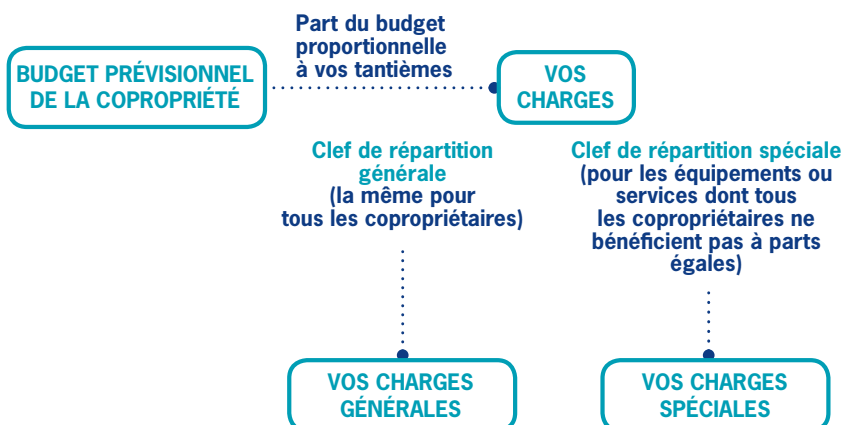 Part du budget
proportionnelle
à vos tantièmes
BUDGET PRÉVISIONNEL
DE LA COPROPRIÉTÉ
VOS
CHARGES
Clef de répartition
générale
(la même pour
tous les copropriétaires)
Clef de répartition spéciale
(pour les équipements ou
services dont tous
les copropriétaires ne
bénéficient pas à parts
égales)
VOS CHARGES
GÉNÉRALES
VOS CHARGES
SPÉCIALES